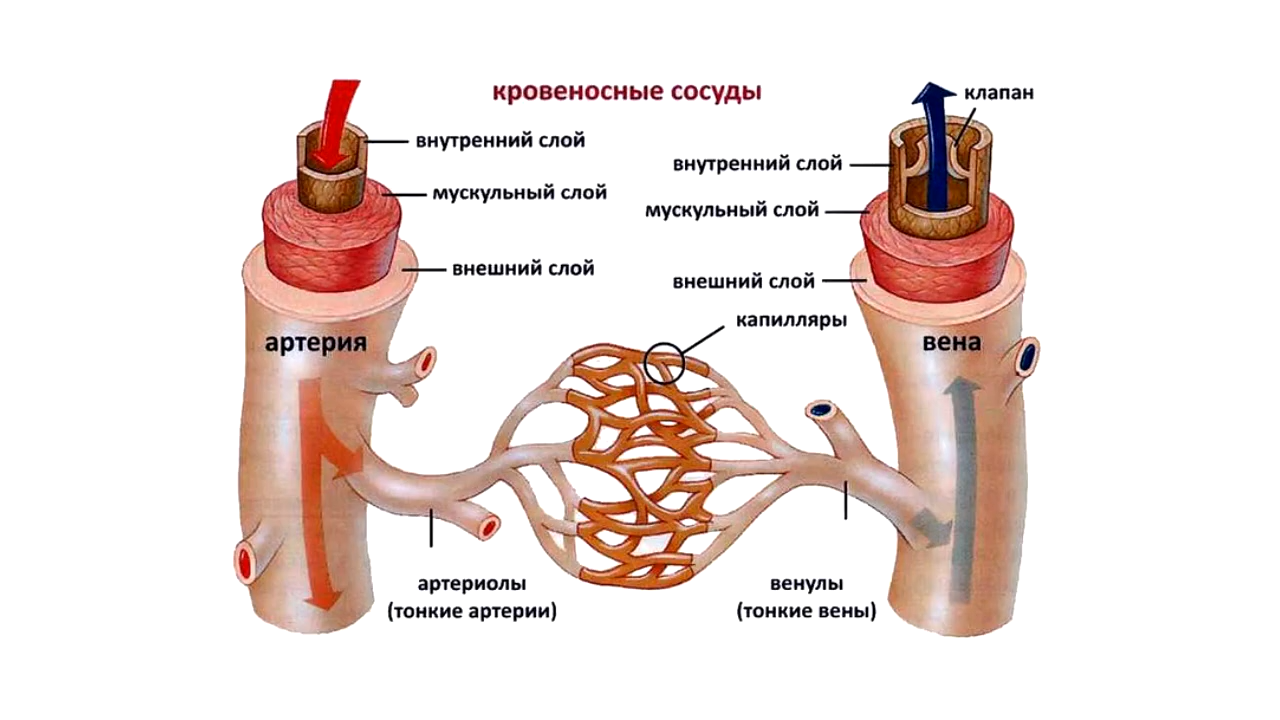 кровеносные сосуды
клапан
внутренний слой
внутренний слой
мускульный слой
мускульный слой
внешний слой
внешний слой
капилляры
артерия
вена
артериолы
(тонкие артерии)
венулы
(тонкие вены)